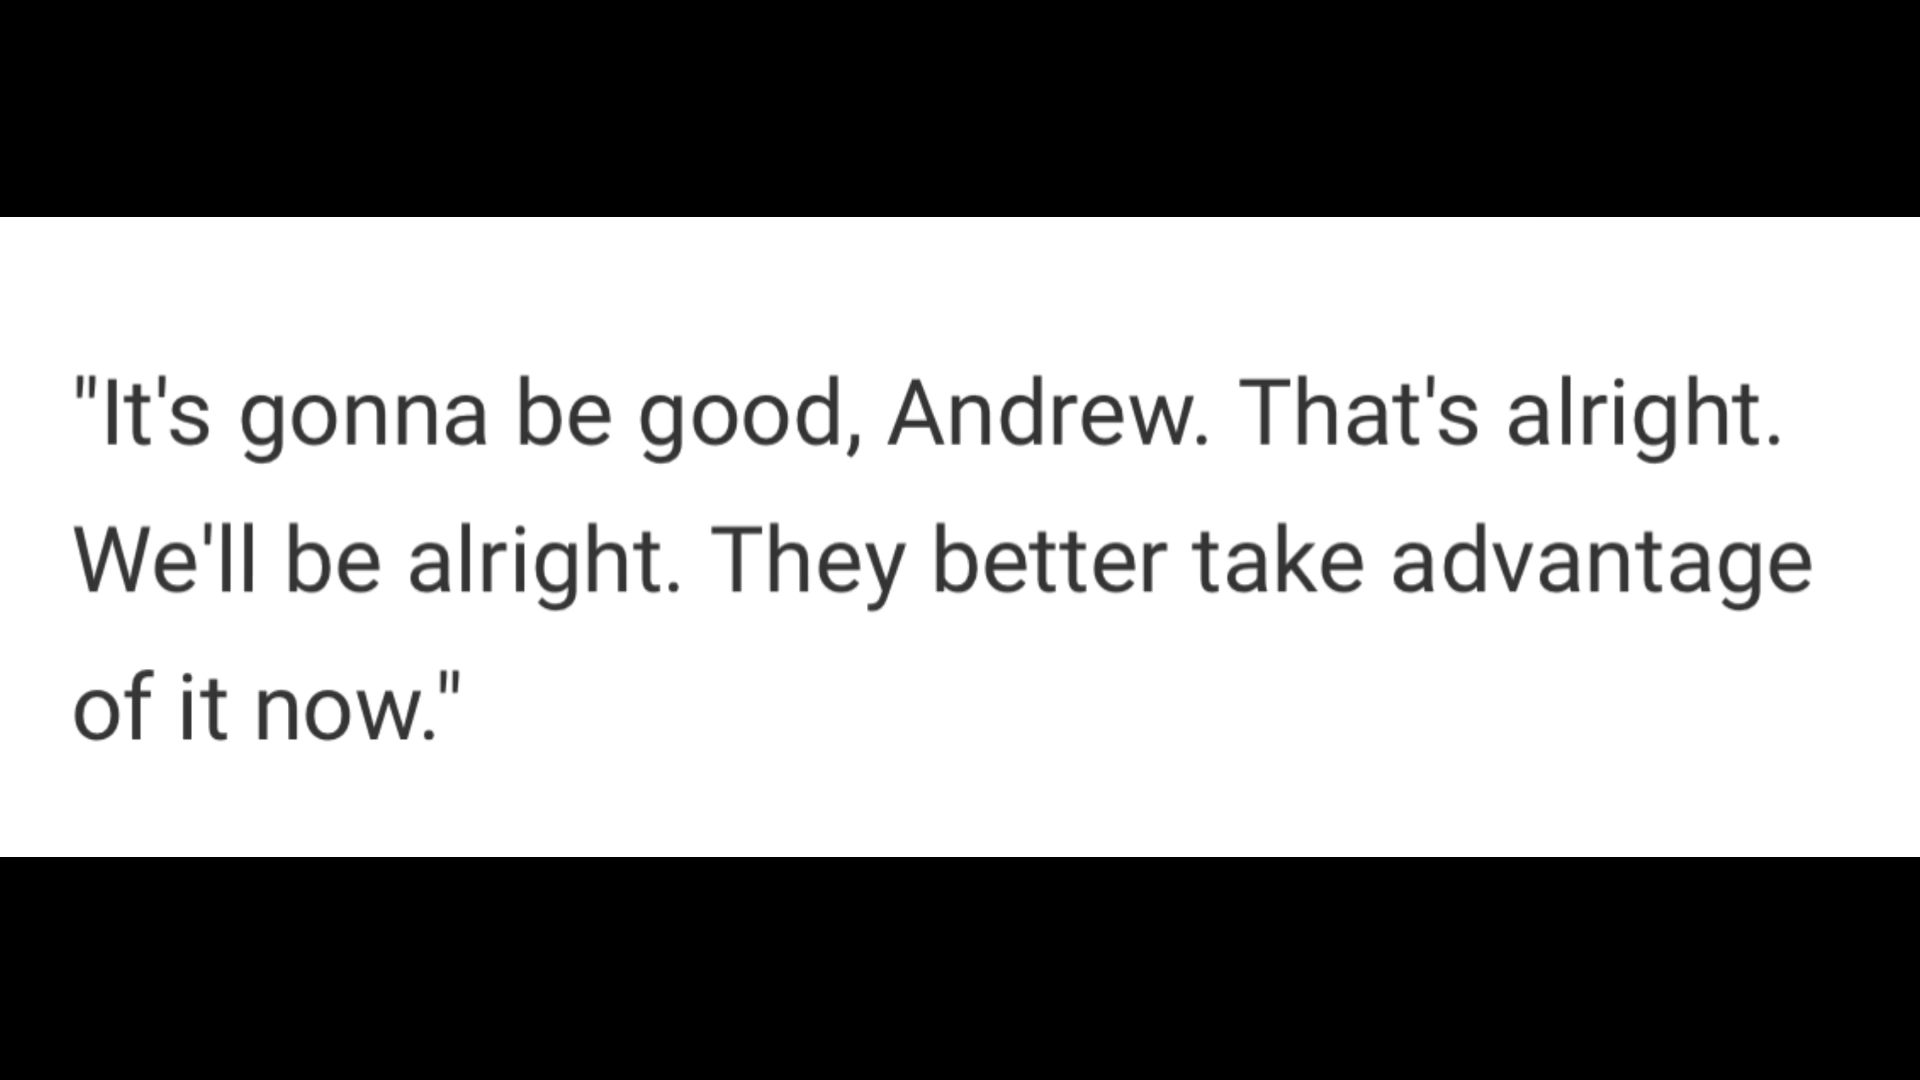 "It's gonna be good, Andrew. That's alright.
We'll be alright. They better take advantage
of it now."